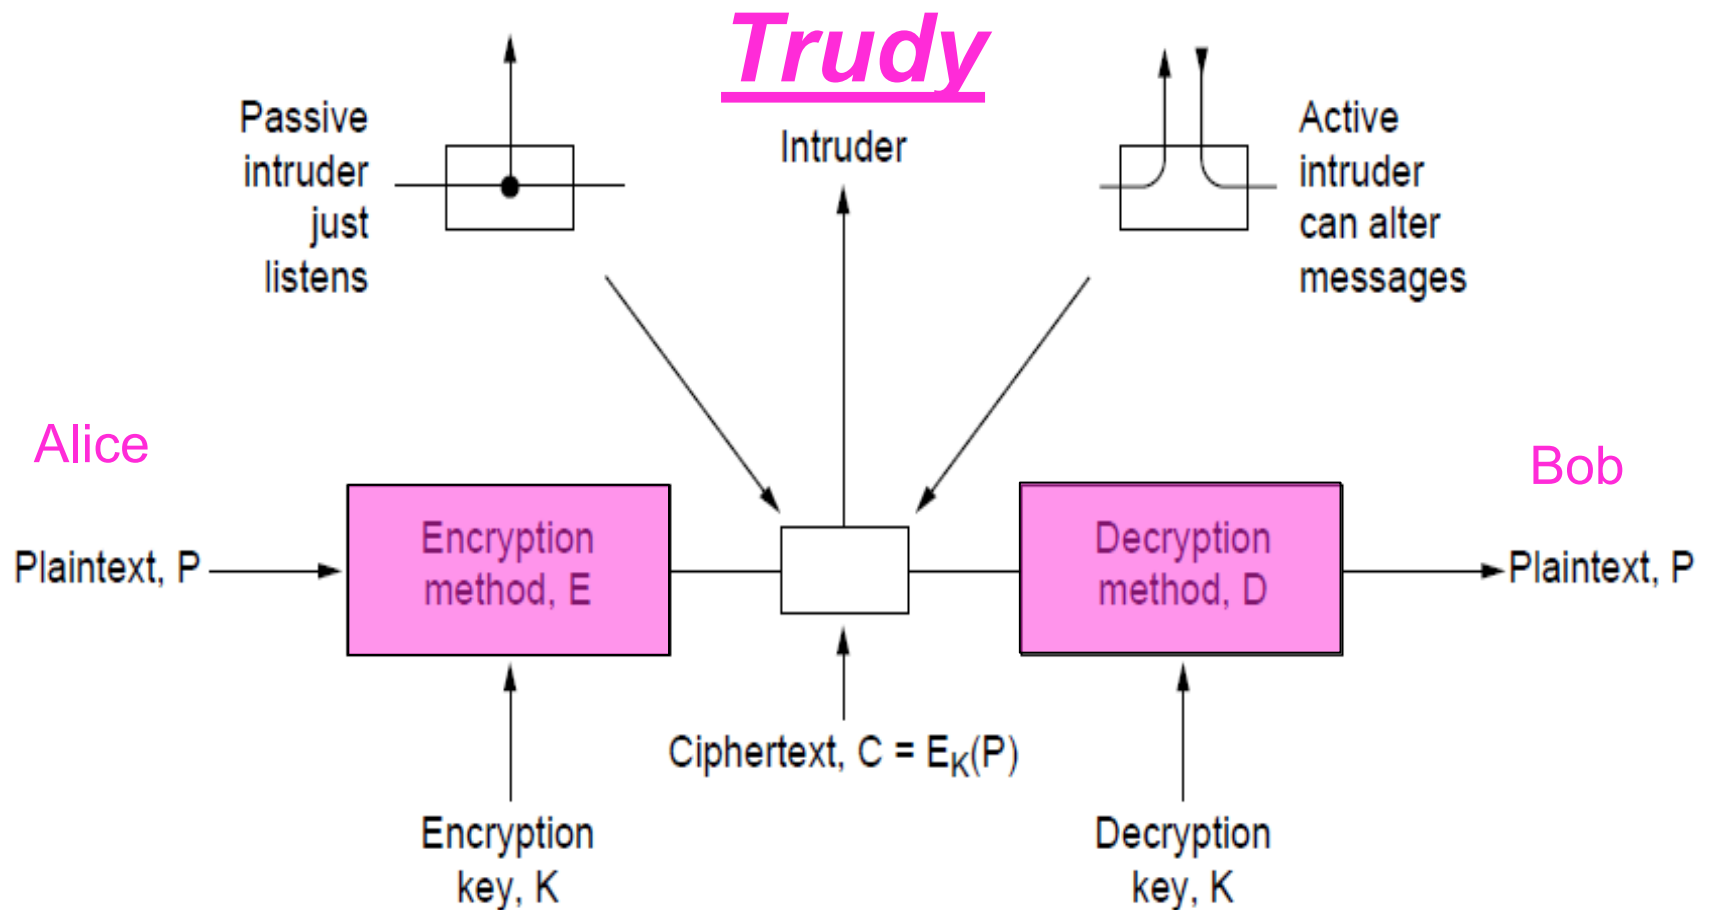 Trudy
Passive
intruder
just
listens
Intruder
Active
intruder
can alter
messages
Alice
Bob
Plaintext, P
Encryption
method, E
Decryption
method, D
Plaintext, P
Ciphertext, C = E_K(P)
Encryption
key, K
Decryption
key, K